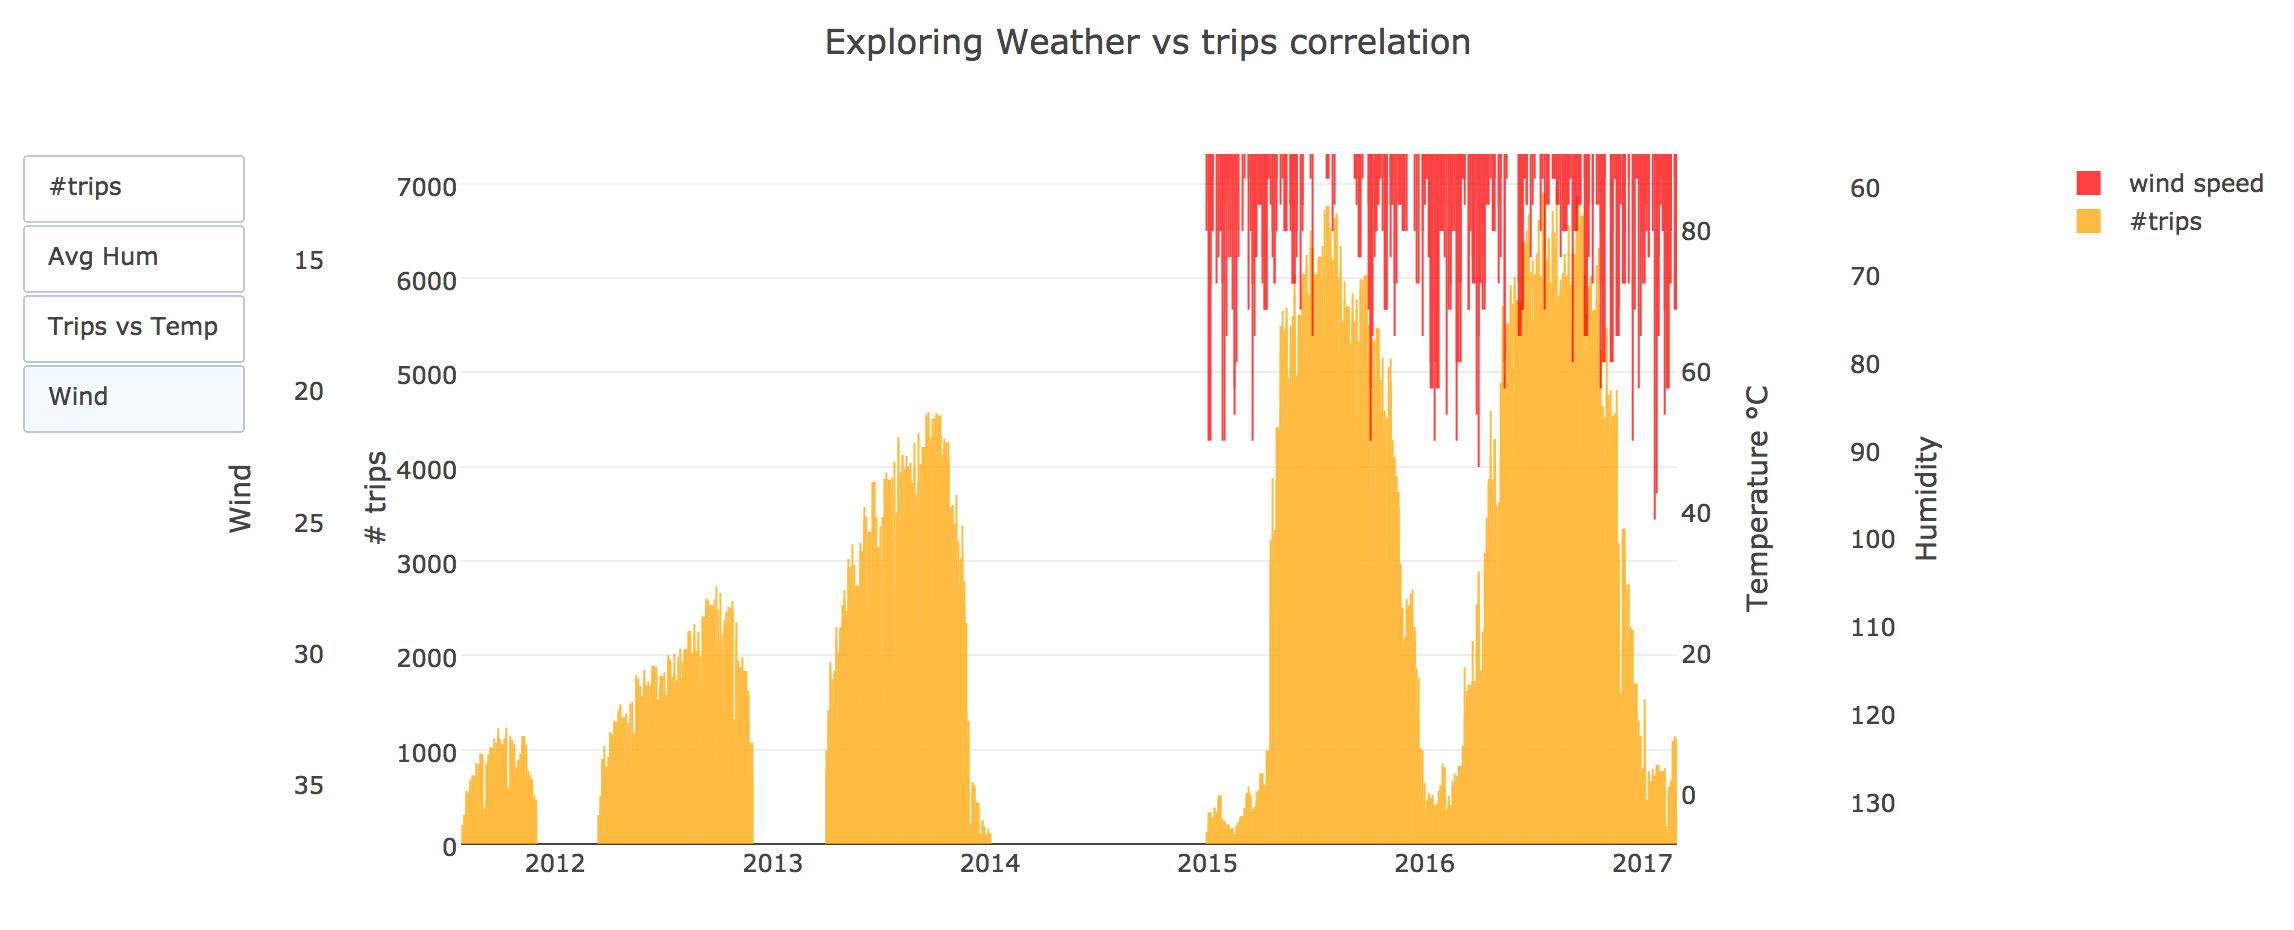 Exploring Weather vs trips correlation
#trips
Avg Hum
Trips vs Temp
Wind
Wind
15
20
25
30
35
# trips
7000
6000
5000
4000
3000
2000
1000
0
2012
2013
2014
2015
2016
2017
80
60
40
20
0
Temperature °C
60
70
80
90
100
110
120
130
Humidity
wind speed
#trips